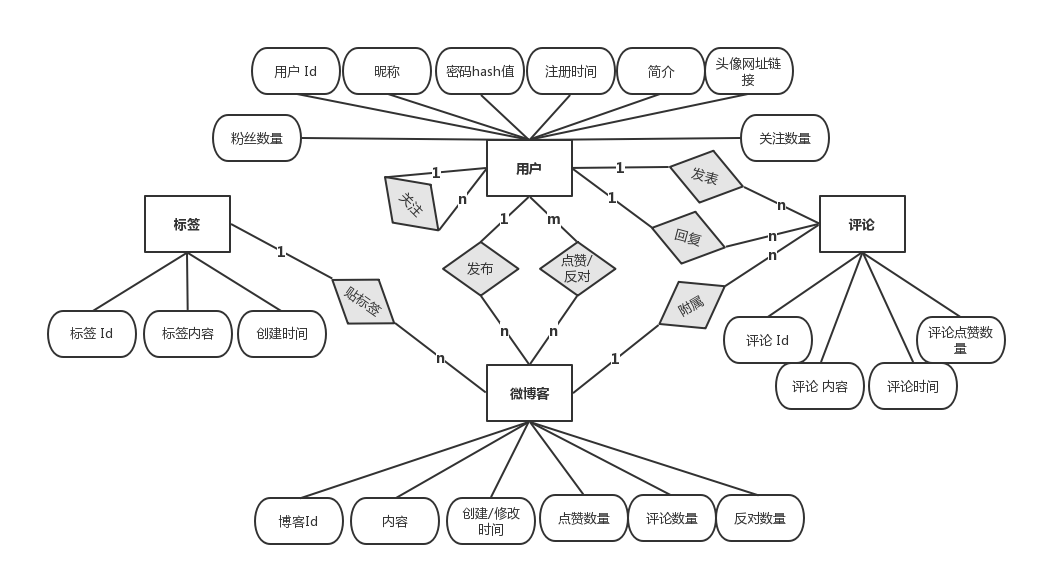 用户 Id
昵称
密码hash值
注册时间
简介
头像网址链
接
粉丝数量
关注数量
用户
1
n
关注
1
发表
n
1
回复
n
n
附属
1
标签
1
贴标签
n
1
发布
n
m
点赞/
反对
n
评论
标签 Id
标签内容
创建时间
评论 Id
评论 内容
评论时间
评论点赞数
量
微博客
博客Id
内容
创建/修改
时间
点赞数量
评论数量
反对数量